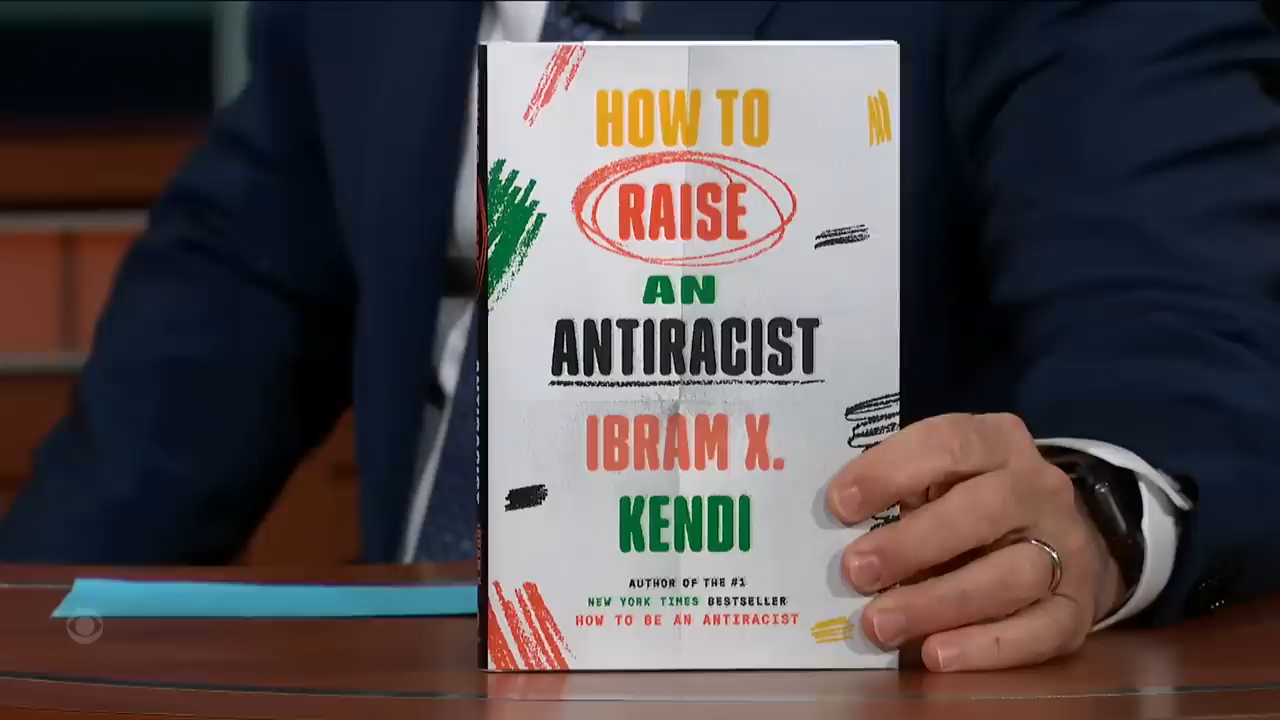 HOW TO
RAISE
AN
ANTIRACIST
IBRAM X.
KENDI
AUTHOR OF THE #1
NEW YORK TIMES BESTSELLER
HOW TO BE AN ANTIRACIST
ANTIRACIST